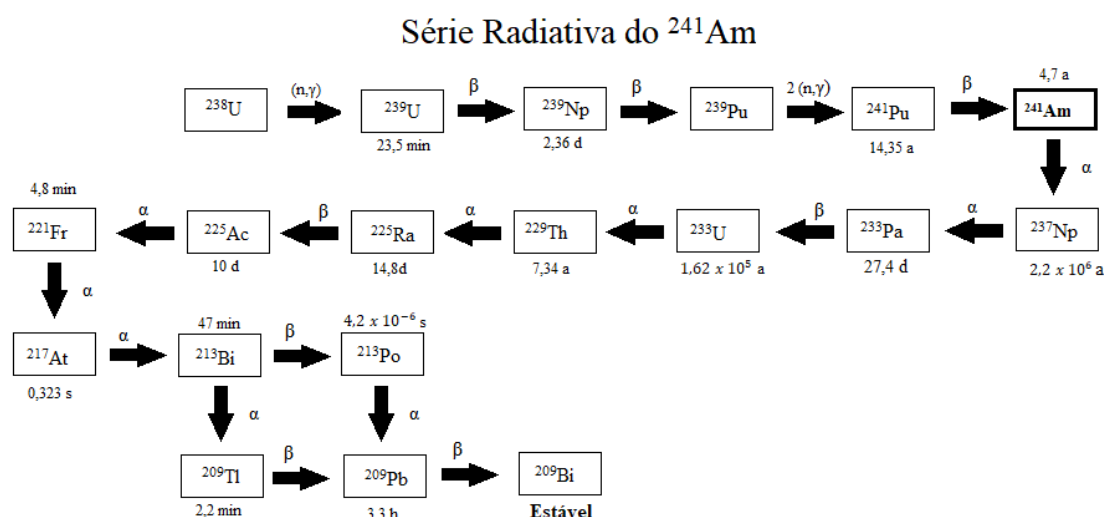 Série Radiativa do ²⁴¹Am
4,7 a
(n,γ) β β 2 (n,γ) β
²³⁸U ²³⁹U ²³⁹Np ²³⁹Pu ²⁴¹Pu ²⁴¹Am
23,5 min 2,36 d 14,35 a
α
4,8 min
α β α α β α
²²¹Fr ²²⁵Ac ²²⁵Ra ²²⁹Th ²³³U ²³³Pa ²³⁷Np
10 d 14,8d 7,34 a 1,62 x 10⁵ a 27,4 d 2,2 x 10⁶ a
α
47 min 4,2 x 10⁻⁶ s
α β
²¹⁷At ²¹³Bi ²¹³Po
0,323 s
α α
β β
²⁰⁹Tl ²⁰⁹Pb ²⁰⁹Bi
2,2 min 3,3 h Estável